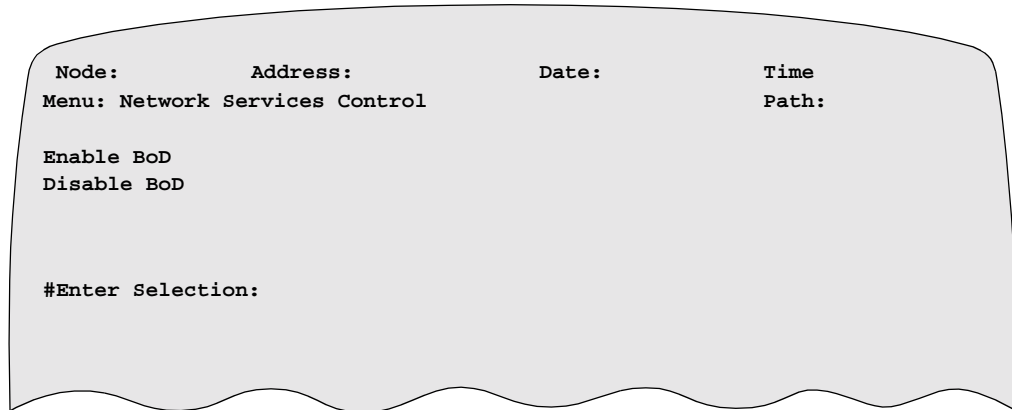 Node: Address: Date: Time
Menu: Network Services Control Path:
Enable BoD
Disable BoD
#Enter Selection: